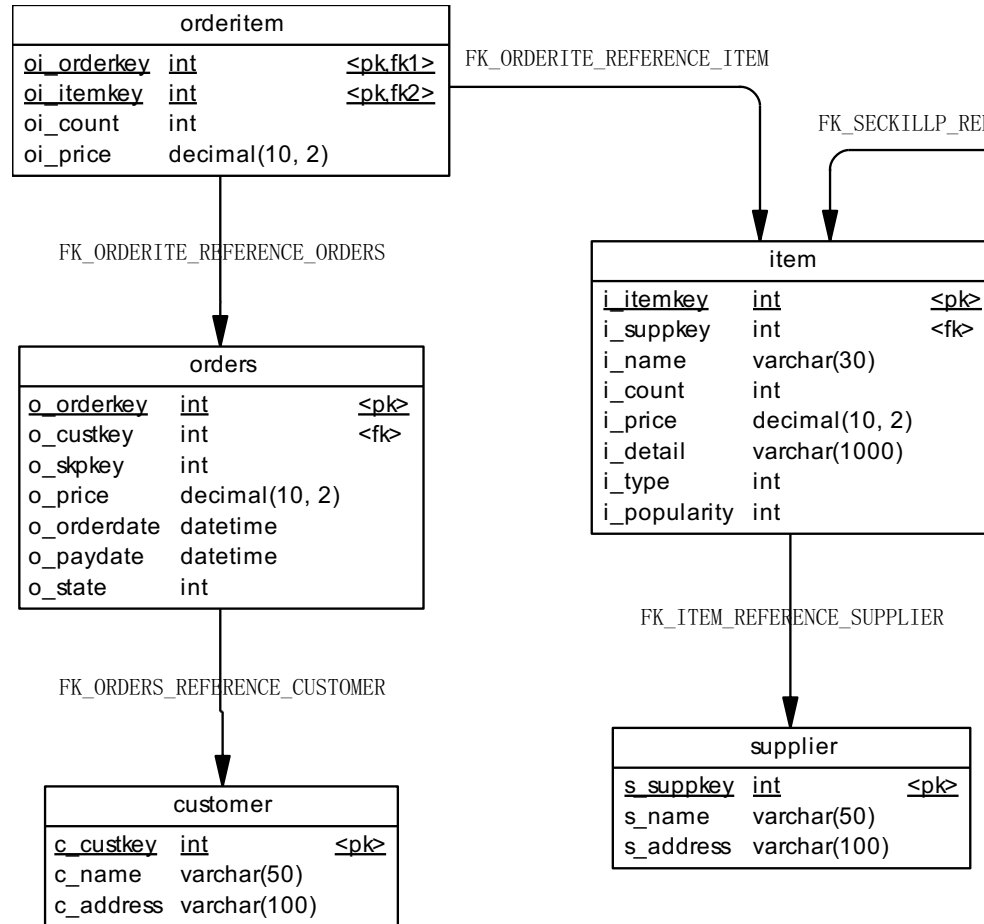 orderitem
oi_orderkey int <pk,fk1>
oi_itemkey int <pk,fk2>
oi_count int
oi_price decimal(10, 2)
FK_ORDERITE_REFERENCE_ITEM
FK_SECKILLP_REF
FK_ORDERITE_REFERENCE_ORDERS
item
i_itemkey int <pk>
i_suppkey int <fk>
i_name varchar(30)
i_count int
i_price decimal(10, 2)
i_detail varchar(1000)
i_type int
i_popularity int
orders
o_orderkey int <pk>
o_custkey int <fk>
o_skpkey int
o_price decimal(10, 2)
o_orderdate datetime
o_paydate datetime
o_state int
FK_ITEM_REFERENCE_SUPPLIER
FK_ORDERS_REFERENCE_CUSTOMER
supplier
s_suppkey int <pk>
s_name varchar(50)
s_address varchar(100)
customer
c_custkey int <pk>
c_name varchar(50)
c_address varchar(100)